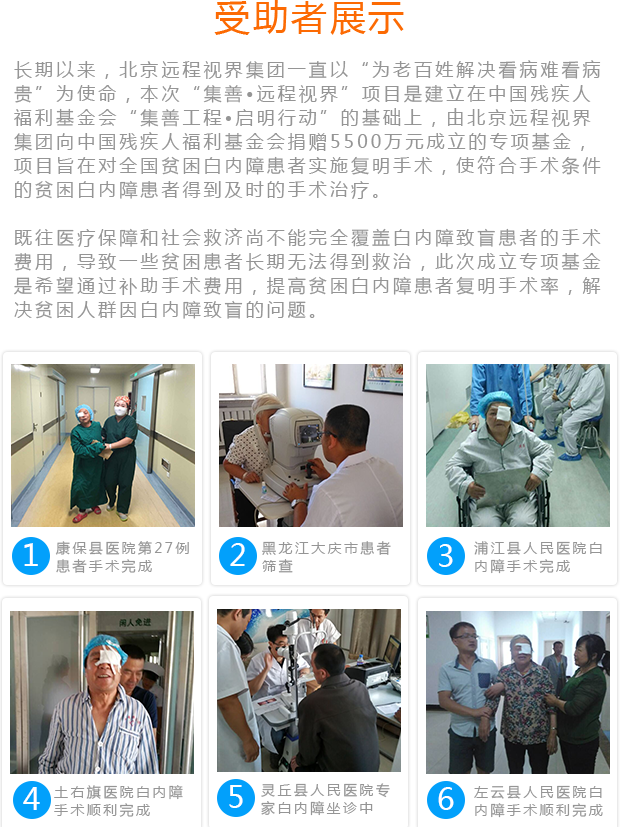 受助者展示
长期以来，北京远程视界集团一直以“为老百姓解决看病难看病
贵”为使命，本次“集善•远程视界”项目是建立在中国残疾人
福利基金会“集善工程•启明行动”的基础上，由北京远程视界
集团向中国残疾人福利基金会捐赠5500万元成立的专项基金，
项目旨在对全国贫困白内障患者实施复明手术，使符合手术条件
的贫困白内障患者得到及时的手术治疗。
既往医疗保障和社会救济尚不能完全覆盖白内障致盲患者的手术
费用，导致一些贫困患者长期无法得到救治，此次成立专项基金
是希望通过补助手术费用，提高贫困白内障患者复明手术率，解
决贫困人群因白内障致盲的问题。
1 康保县医院第27例
患者手术完成
2 黑龙江大庆市患者
筛查
3 浦江县人民医院白
内障手术完成
闲人免进
4 土右旗医院白内障
手术顺利完成
5 灵丘县人民医院专
家白内障坐诊中
6 左云县人民医院白
内障手术顺利完成